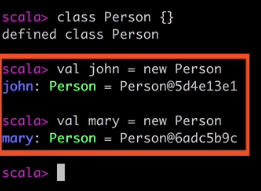 scala> class Person {}
defined class Person
scala> val john = new Person
john: Person = Person@5d4e13e1
scala> val mary = new Person
mary: Person = Person@6adc5b9c
scala>